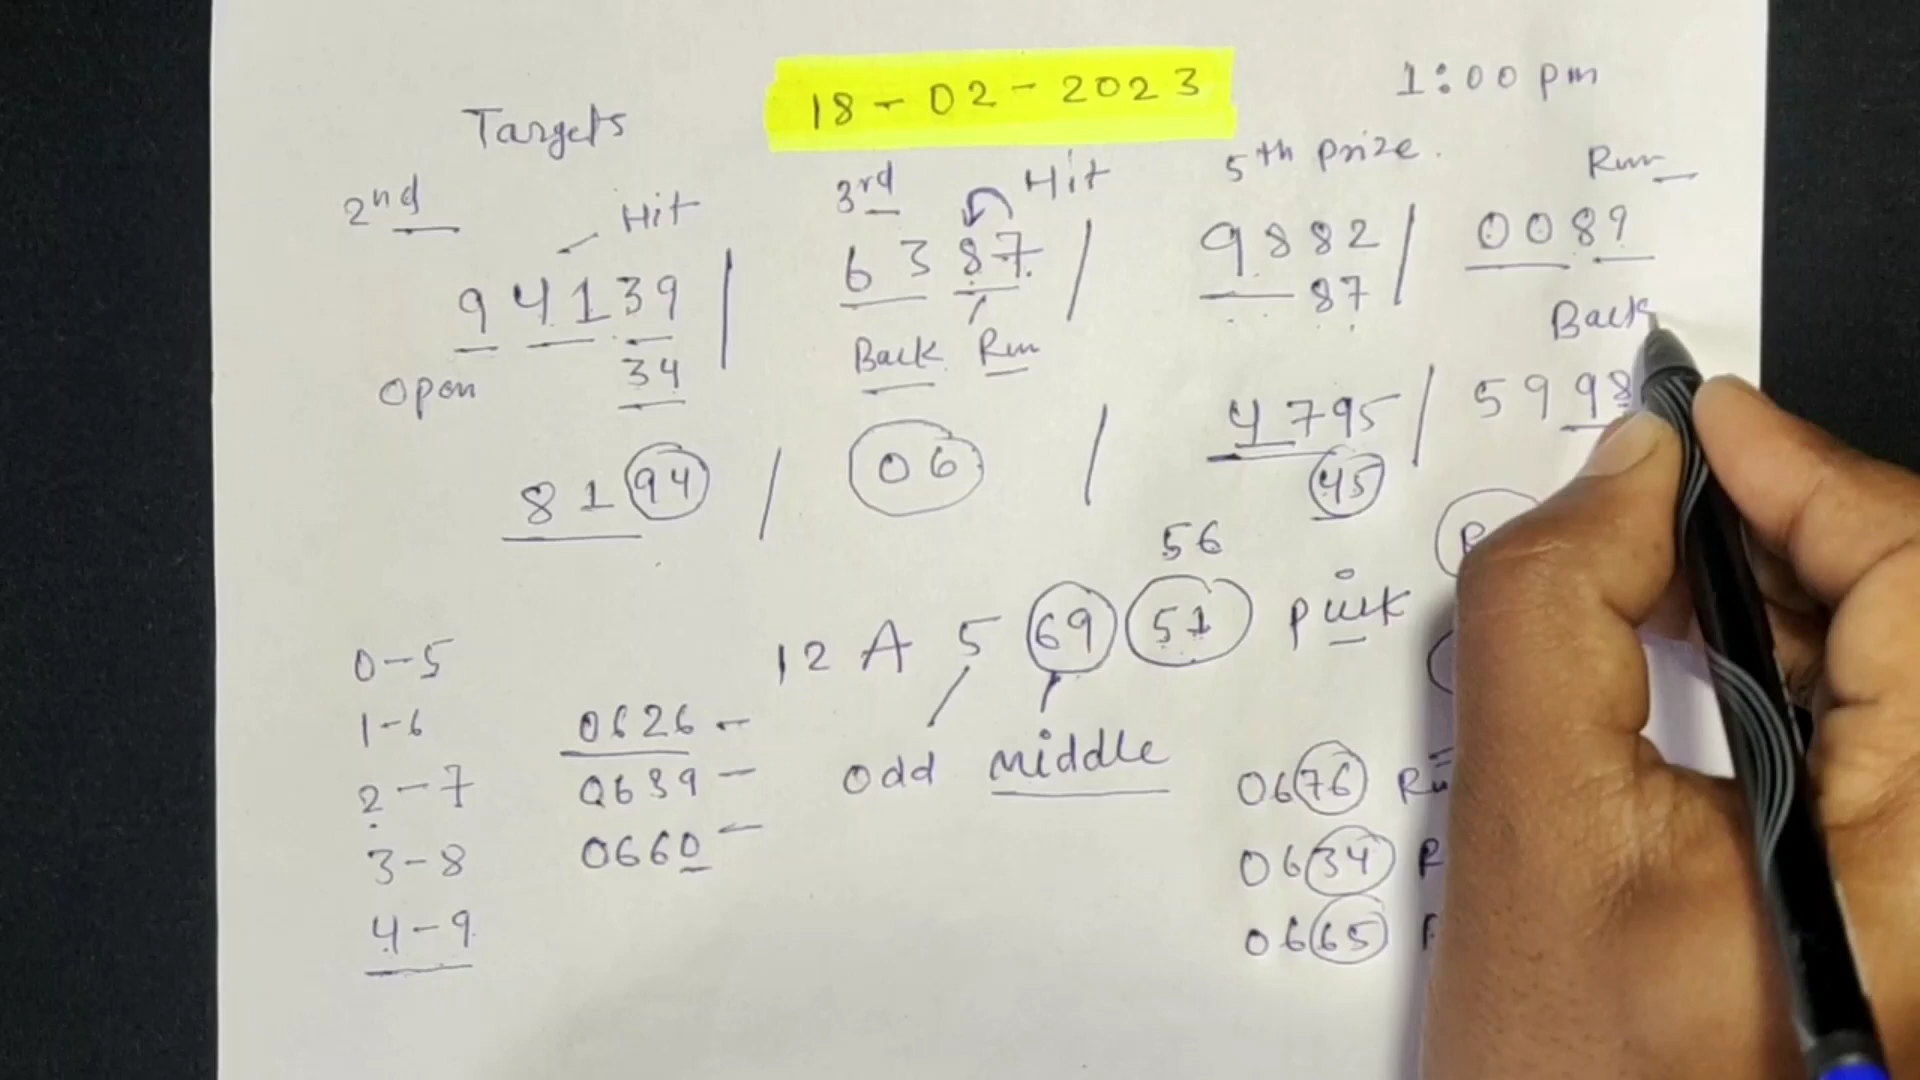 18-02-2023
1:00 pm
Targets
5th prize.
Run
2nd
Hit
3rd
Hit
94139 / 6387 / 9882 / 0089
87
34
Open
Back Run
Back
8194 / 06 / 4795 / 5998
45
56
12 A 5 69 51
0-5
1-6
0626 -
2-7
0639 -
odd middle
0676
3-8
0660 -
0634
4-9
0665